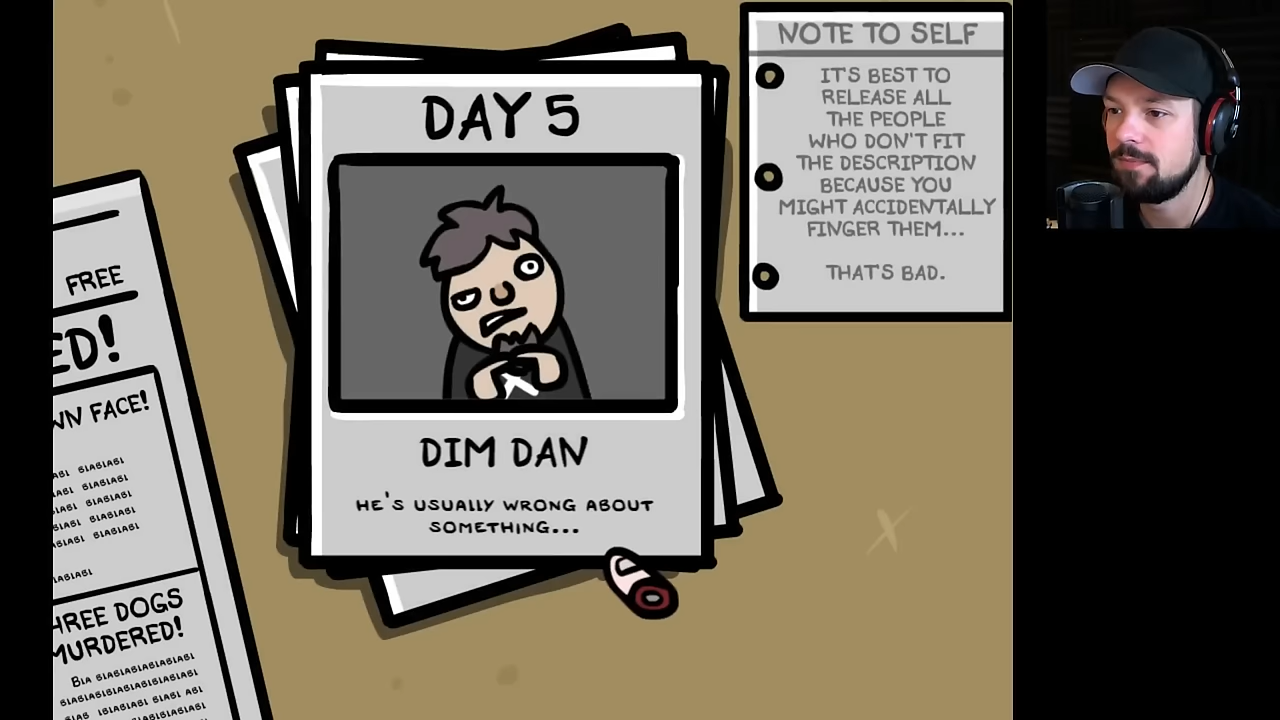 FREE
ED!
WN FACE!
HREE DOGS
MURDERED!
DAY 5
DIM DAN
HE'S USUALLY WRONG ABOUT
SOMETHING...
NOTE TO SELF
IT'S BEST TO
RELEASE ALL
THE PEOPLE
WHO DON'T FIT
THE DESCRIPTION
BECAUSE YOU
MIGHT ACCIDENTALLY
FINGER THEM...
THAT'S BAD.